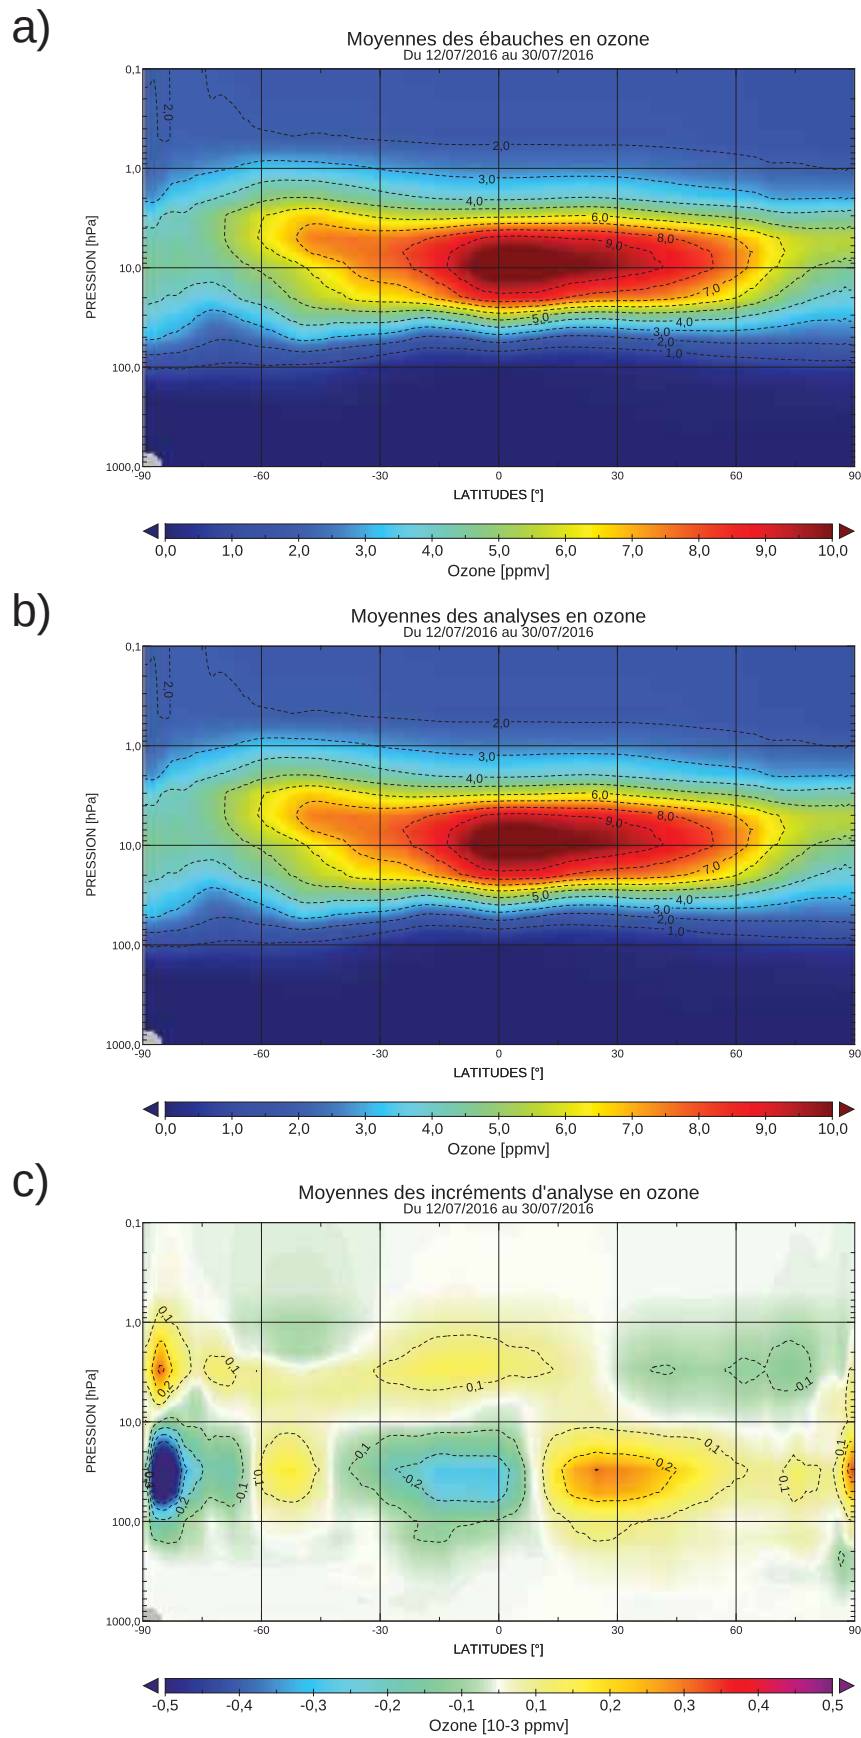 a)
Moyennes des ébauches en ozone
Du 12/07/2016 au 30/07/2016
0,1
1,0
10,0
100,0
1000,0
PRESSION [hPa]
2,0
2,0
3,0
4,0
6,0
8,0
9,0
7,0
5,0
4,0
3,0
2,0
1,0
-90 -60 -30 0 30 60 90
LATITUDES [°]
0,0 1,0 2,0 3,0 4,0 5,0 6,0 7,0 8,0 9,0 10,0
Ozone [ppmv]
b)
Moyennes des analyses en ozone
Du 12/07/2016 au 30/07/2016
0,1
1,0
10,0
100,0
1000,0
PRESSION [hPa]
2,0
2,0
3,0
4,0
6,0
8,0
9,0
7,0
5,0
4,0
3,0
2,0
1,0
-90 -60 -30 0 30 60 90
LATITUDES [°]
0,0 1,0 2,0 3,0 4,0 5,0 6,0 7,0 8,0 9,0 10,0
Ozone [ppmv]
c)
Moyennes des incréments d'analyse en ozone
Du 12/07/2016 au 30/07/2016
0,1
1,0
10,0
100,0
1000,0
PRESSION [hPa]
0,1
0,1
0,2
0,1
-0,1
-0,1
-0,2
0,1
0,2
0,1
0,1
0,1
-0,1
-0,2
-90 -60 -30 0 30 60 90
LATITUDES [°]
-0,5 -0,4 -0,3 -0,2 -0,1 0,1 0,2 0,3 0,4 0,5
Ozone [10-3 ppmv]